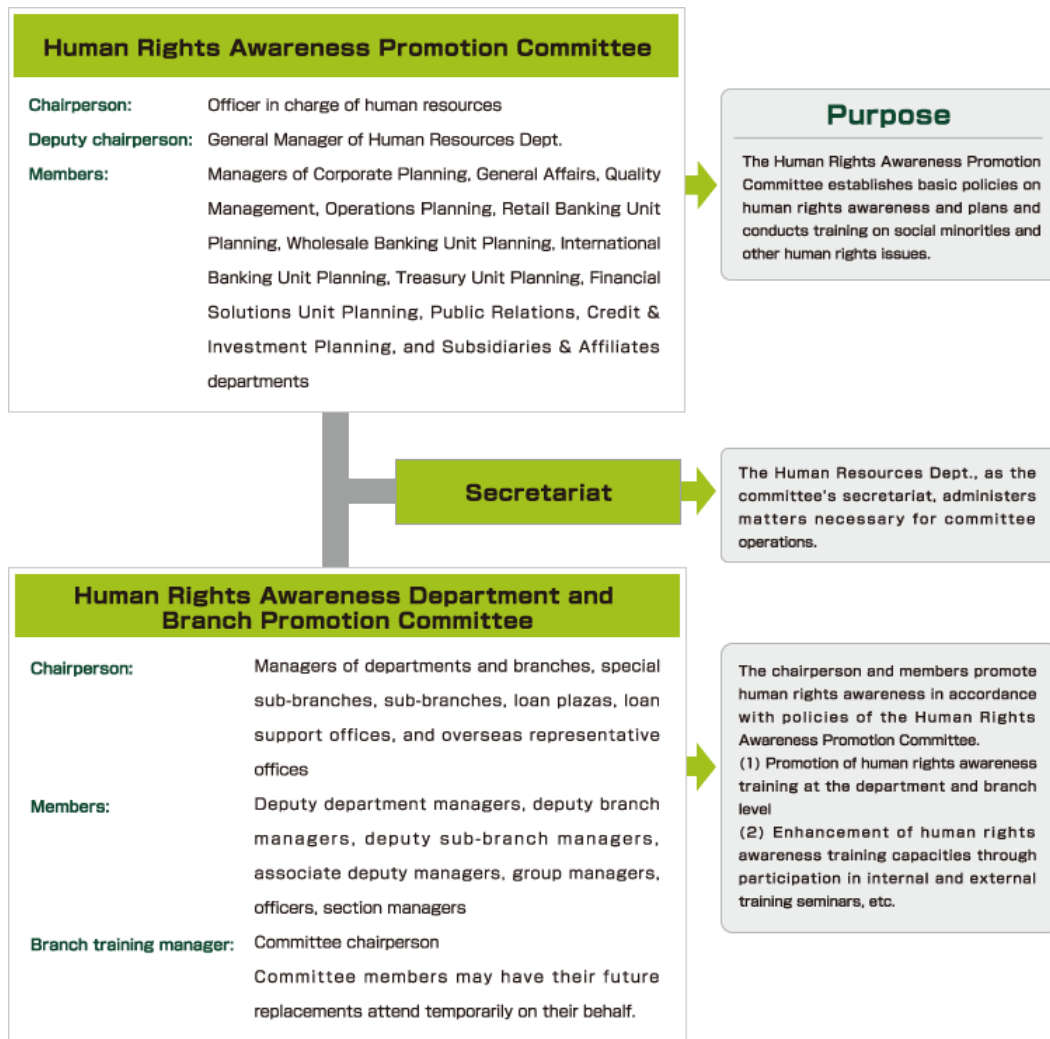 Human Rights Awareness Promotion Committee
Chairperson: Officer in charge of human resources
Deputy chairperson: General Manager of Human Resources Dept.
Members: Managers of Corporate Planning, General Affairs, Quality
Management, Operations Planning, Retail Banking Unit
Planning, Wholesale Banking Unit Planning, International
Banking Unit Planning, Treasury Unit Planning, Financial
Solutions Unit Planning, Public Relations, Credit &
Investment Planning, and Subsidiaries & Affiliates
departments
Purpose
The Human Rights Awareness Promotion
Committee establishes basic policies on
human rights awareness and plans and
conducts training on social minorities and
other human rights issues.
Secretariat
The Human Resources Dept., as the
committee's secretariat, administers
matters necessary for committee
operations.
Human Rights Awareness Department and
Branch Promotion Committee
Chairperson: Managers of departments and branches, special
sub-branches, sub-branches, loan plazas, loan
support offices, and overseas representative
offices
Members: Deputy department managers, deputy branch
managers, deputy sub-branch managers,
associate deputy managers, group managers,
officers, section managers
Branch training manager: Committee chairperson
Committee members may have their future
replacements attend temporarily on their behalf.
The chairperson and members promote
human rights awareness in accordance
with policies of the Human Rights
Awareness Promotion Committee.
(1) Promotion of human rights awareness
training at the department and branch
level
(2) Enhancement of human rights
awareness training capacities through
participation in internal and external
training seminars, etc.